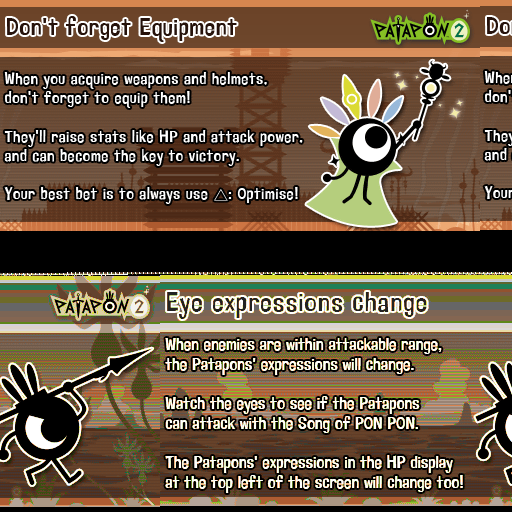 Don't forget Equipment
PATAPON 2
When you acquire weapons and helmets,
don't forget to equip them!
They'll raise stats like HP and attack power,
and can become the key to victory.
Your best bet is to always use △: Optimise!
PATAPON 2
Eye expressions change
When enemies are within attackable range,
the Patapons' expressions will change.
Watch the eyes to see if the Patapons
can attack with the Song of PON PON.
The Patapons' expressions in the HP display
at the top left of the screen will change too!